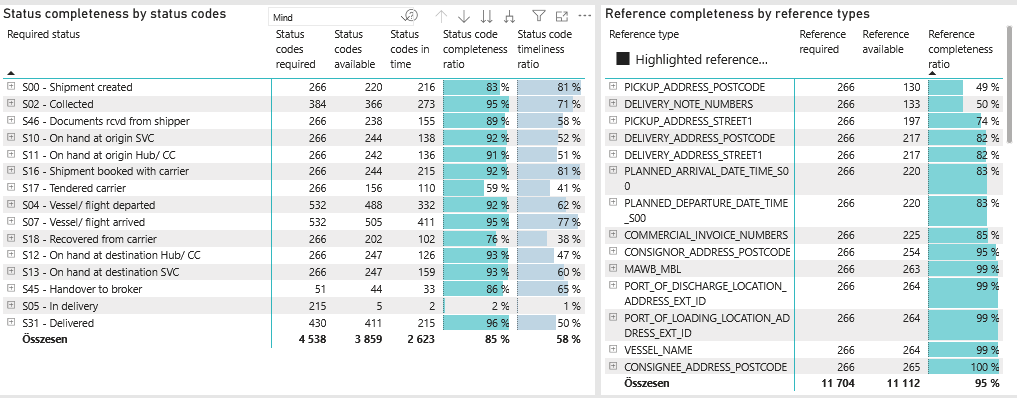 Status completeness by status codes
Mind
Required status Status codes required Status codes available Status codes in time Status code completeness ratio Status code timeliness ratio
S00 - Shipment created 266 220 216 83 % 81 %
S02 - Collected 384 366 273 95 % 71 %
S46 - Documents rcvd from shipper 266 238 155 89 % 58 %
S10 - On hand at origin SVC 266 244 138 92 % 52 %
S11 - On hand at origin Hub/ CC 266 242 136 91 % 51 %
S16 - Shipment booked with carrier 266 244 215 92 % 81 %
S17 - Tendered carrier 266 156 110 59 % 41 %
S04 - Vessel/ flight departed 532 488 332 92 % 62 %
S07 - Vessel/ flight arrived 532 505 411 95 % 77 %
S18 - Recovered from carrier 266 202 102 76 % 38 %
S12 - On hand at destination Hub/ CC 266 247 126 93 % 47 %
S13 - On hand at destination SVC 266 247 159 93 % 60 %
S45 - Handover to broker 51 44 33 86 % 65 %
S05 - In delivery 215 5 2 2 % 1 %
S31 - Delivered 430 411 215 96 % 50 %
Összesen 4 538 3 859 2 623 85 % 58 %
Reference completeness by reference types
Reference type Reference required Reference available Reference completeness ratio
Highlighted reference...
PICKUP_ADDRESS_POSTCODE 266 130 49 %
DELIVERY_NOTE_NUMBERS 266 133 50 %
PICKUP_ADDRESS_STREET1 266 197 74 %
DELIVERY_ADDRESS_POSTCODE 266 217 82 %
DELIVERY_ADDRESS_STREET1 266 217 82 %
PLANNED_ARRIVAL_DATE_TIME_S0 266 220 83 %
0
PLANNED_DEPARTURE_DATE_TIME 266 220 83 %
_S00
COMMERCIAL_INVOICE_NUMBERS 266 225 85 %
CONSIGNOR_ADDRESS_POSTCODE 266 254 95 %
MAWB_MBL 266 263 99 %
PORT_OF_DISCHARGE_LOCATION_ 266 264 99 %
ADDRESS_EXT_ID
PORT_OF_LOADING_LOCATION_AD 266 264 99 %
DRESS_EXT_ID
VESSEL_NAME 266 264 99 %
CONSIGNEE_ADDRESS_POSTCODE 266 265 100 %
Összesen 11 704 11 112 95 %